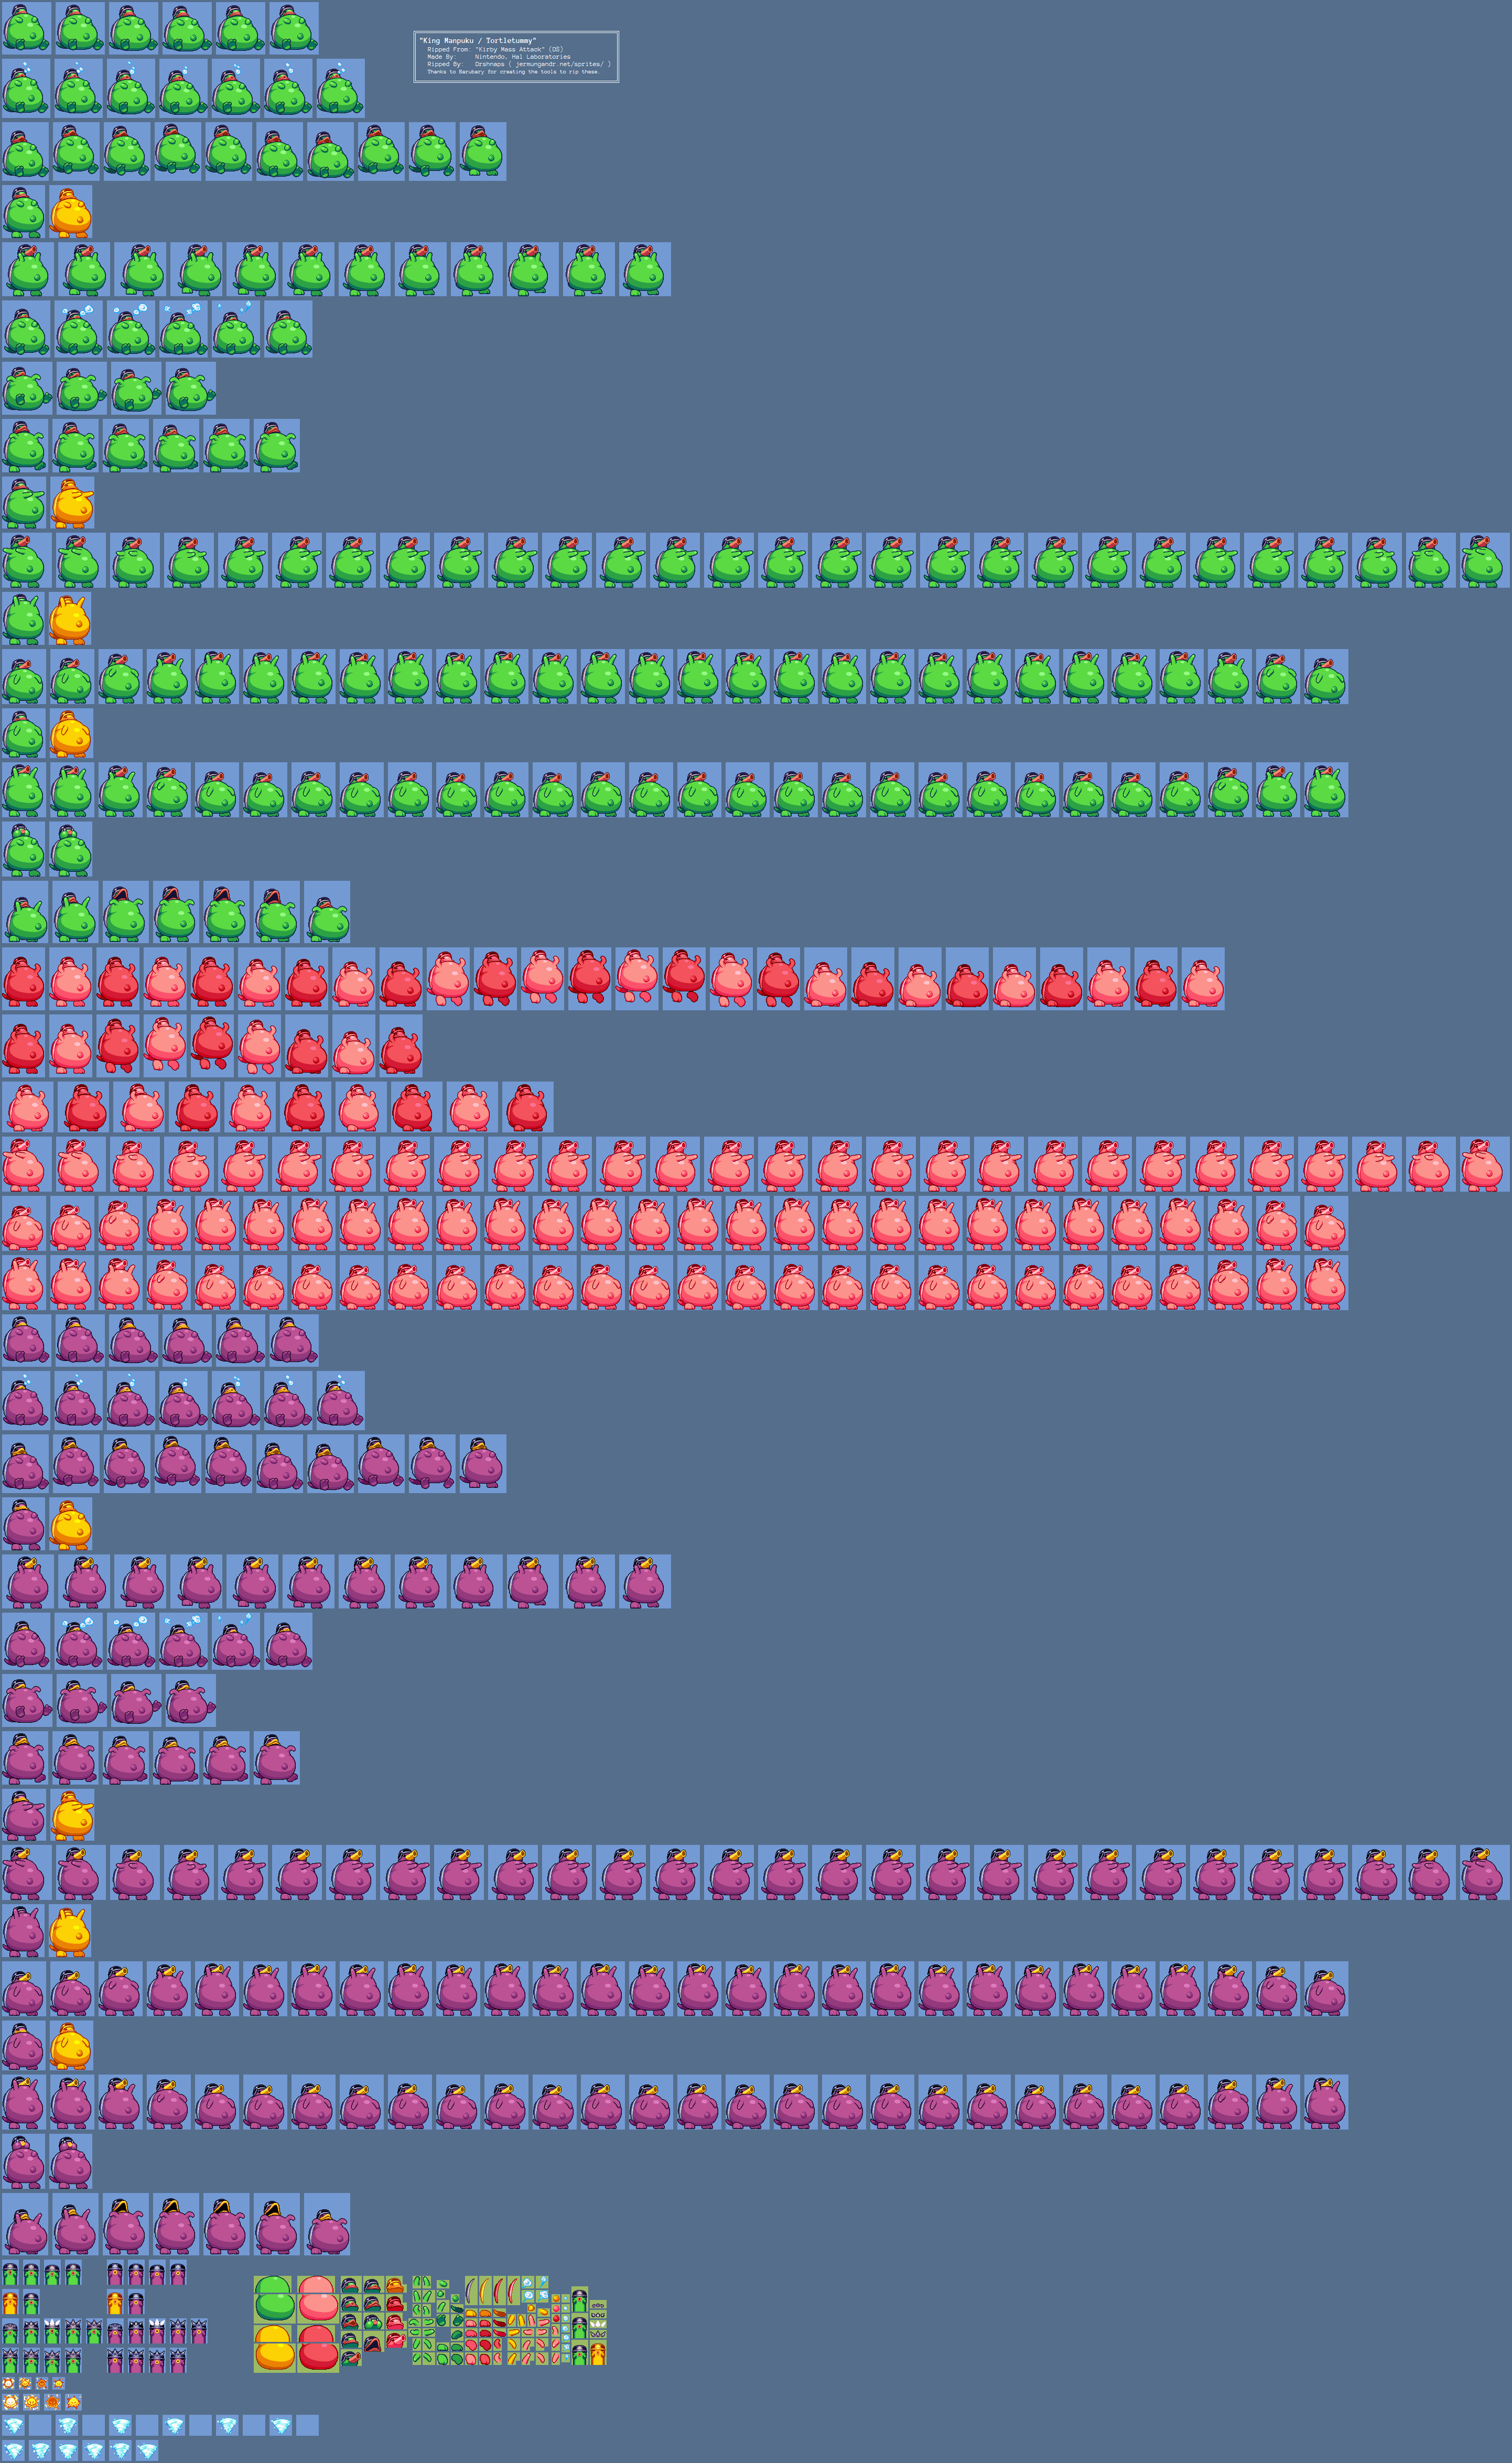 "King Manpuku / Tortletummy"
Ripped From: "Kirby Mass Attack" (DS)
Made By: Nintendo, Hal Laboratories
Ripped By: Drshnaps ( jermungandr.net/sprites/ )
Thanks to Barubary for creating the tools to rip these.